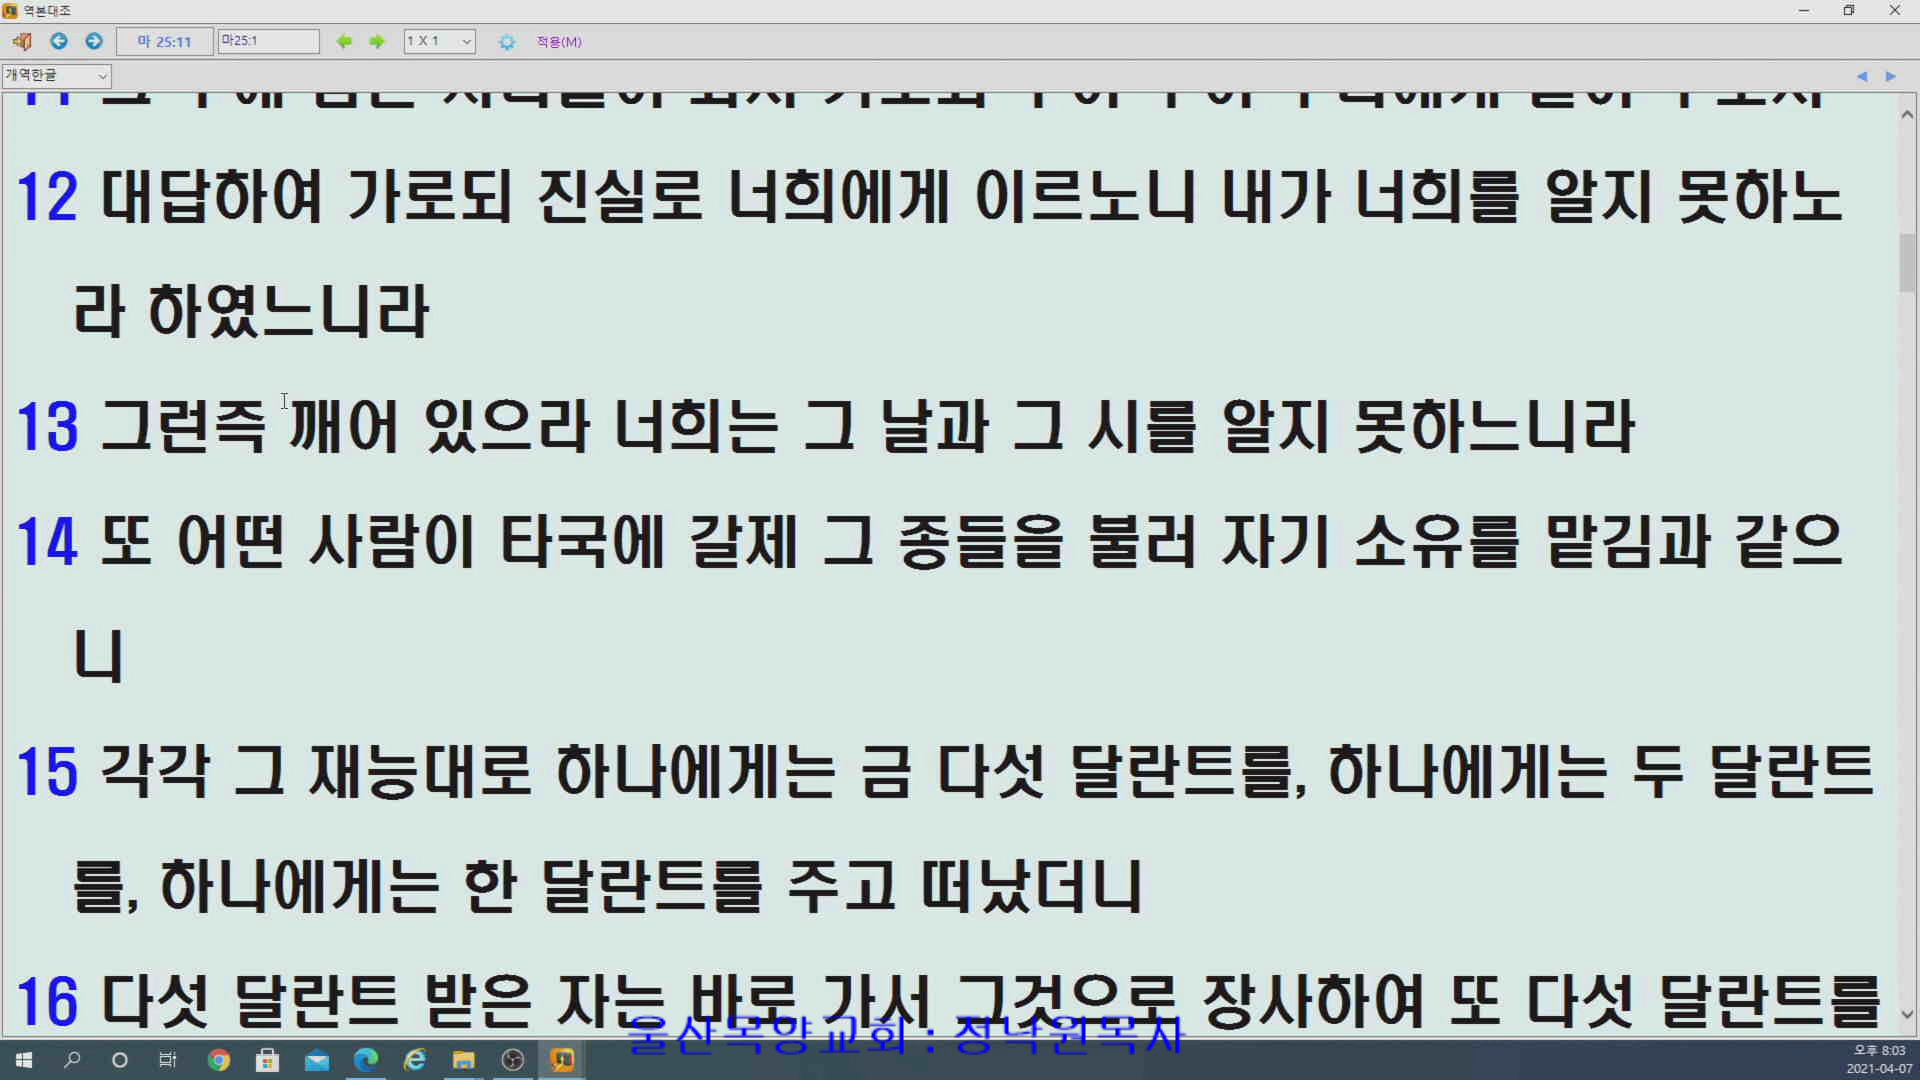 역본대조
마 25:11
마25:1
1 X 1
적용(M)
개역한글
12 대답하여 가로되 진실로 너희에게 이르노니 내가 너희를 알지 못하노
라 하였느니라
13 그런즉 깨어 있으라 너희는 그 날과 그 시를 알지 못하느니라
14 또 어떤 사람이 타국에 갈제 그 종들을 불러 자기 소유를 맡김과 같으
니
15 각각 그 재능대로 하나에게는 금 다섯 달란트를, 하나에게는 두 달란트
를, 하나에게는 한 달란트를 주고 떠났더니
16 다섯 달란트 받은 자는 바로 가서 그것으로 장사하여 또 다섯 달란트를
울산목양교회 : 정낙원목사
오후 8:03
2021-04-07